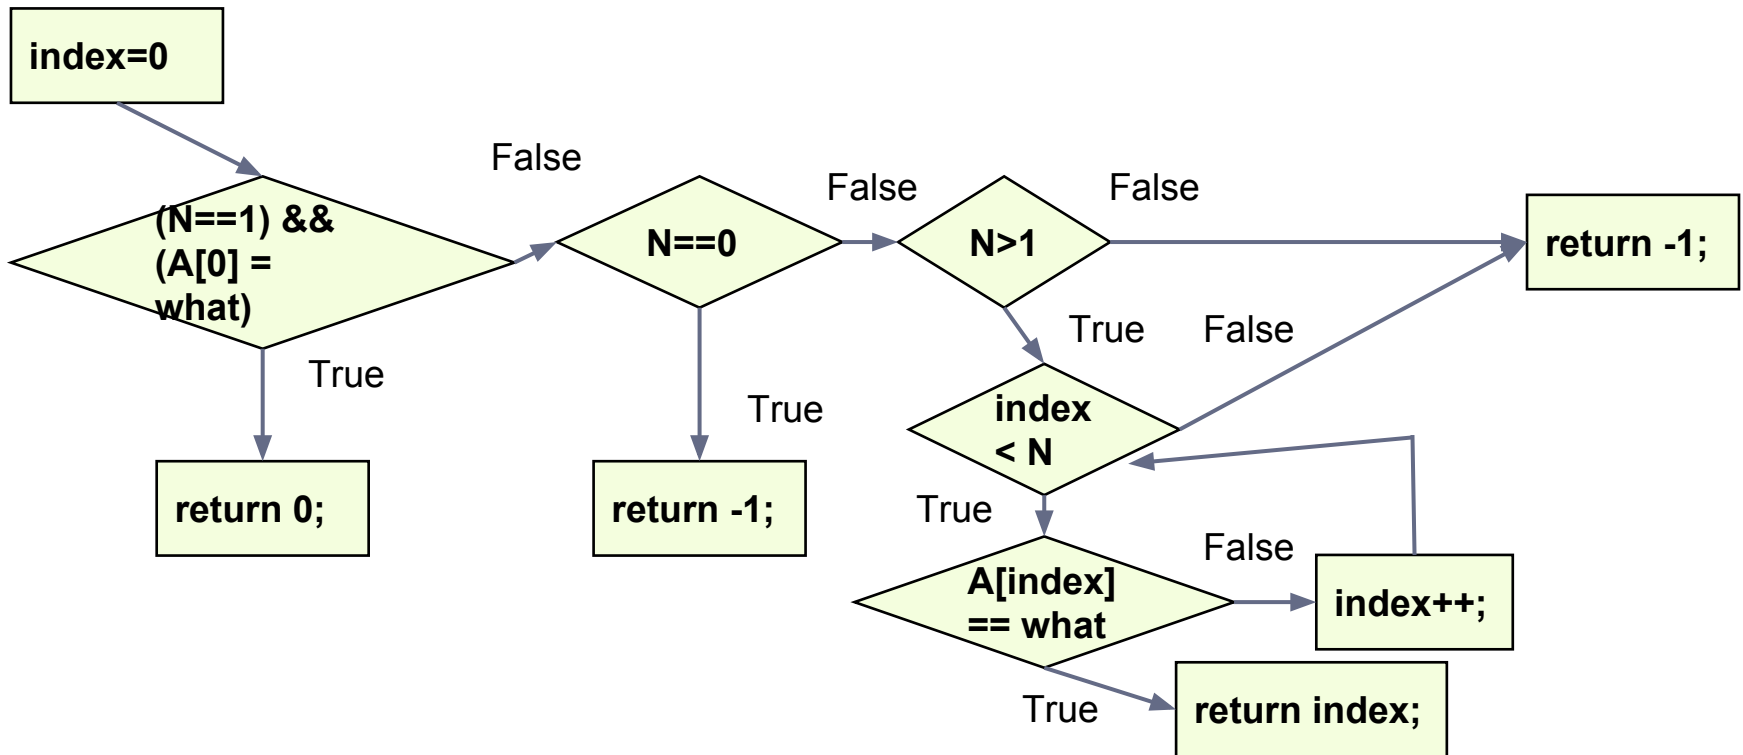 index=0
False
(N==1) &&
(A[0] =
what)
True
return 0;
N==0
False
True
return -1;
N>1
False
return -1;
True
False
index
< N
True
A[index]
== what
False
index++;
True
return index;